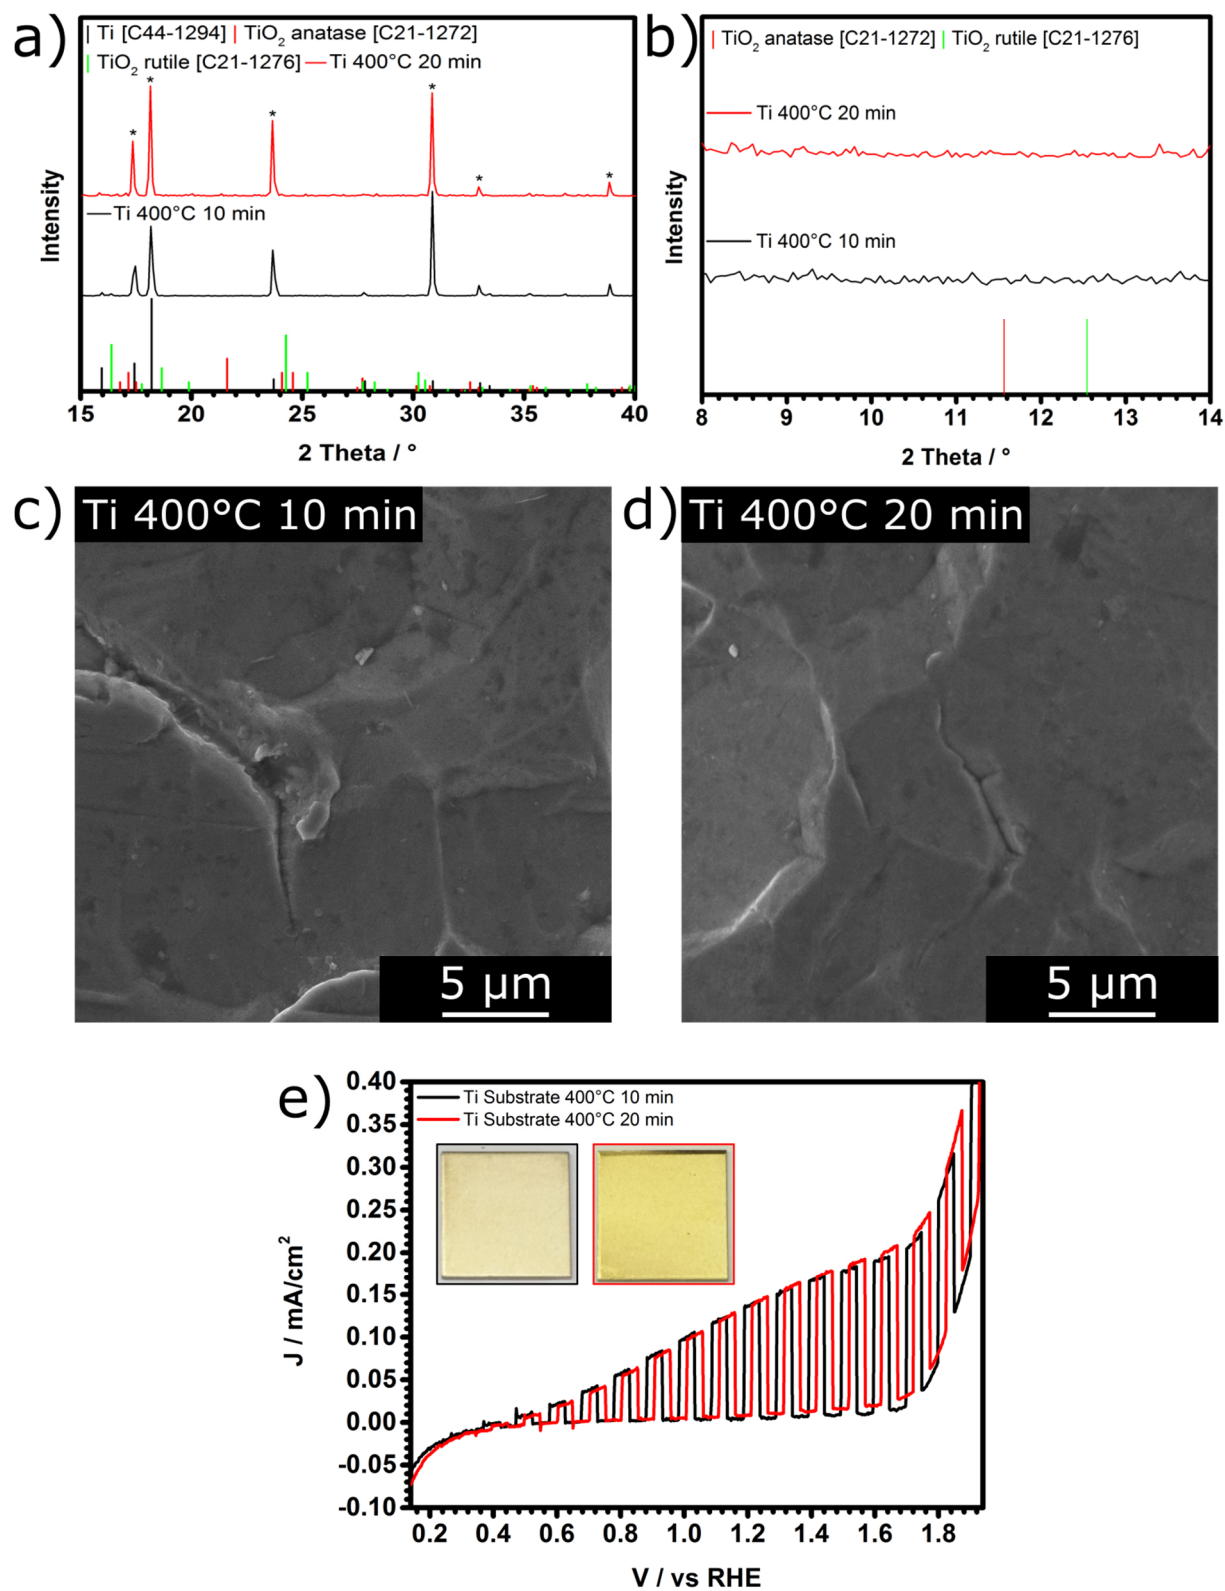 a)
Ti [C44-1294] TiO2 anatase [C21-1272]
TiO2 rutile [C21-1276] Ti 400°C 20 min
* * * * * *
Ti 400°C 10 min
Intensity
15 20 25 30 35 40
2 Theta / °
b)
TiO2 anatase [C21-1272] TiO2 rutile [C21-1276]
Ti 400°C 20 min
Ti 400°C 10 min
Intensity
8 9 10 11 12 13 14
2 Theta / °
c)
Ti 400°C 10 min
5 µm
d)
Ti 400°C 20 min
5 µm
e)
Ti Substrate 400°C 10 min
Ti Substrate 400°C 20 min
0.40
0.35
0.30
0.25
0.20
0.15
0.10
0.05
0.00
-0.05
-0.10
J / mA/cm²
0.2 0.4 0.6 0.8 1.0 1.2 1.4 1.6 1.8
V / vs RHE